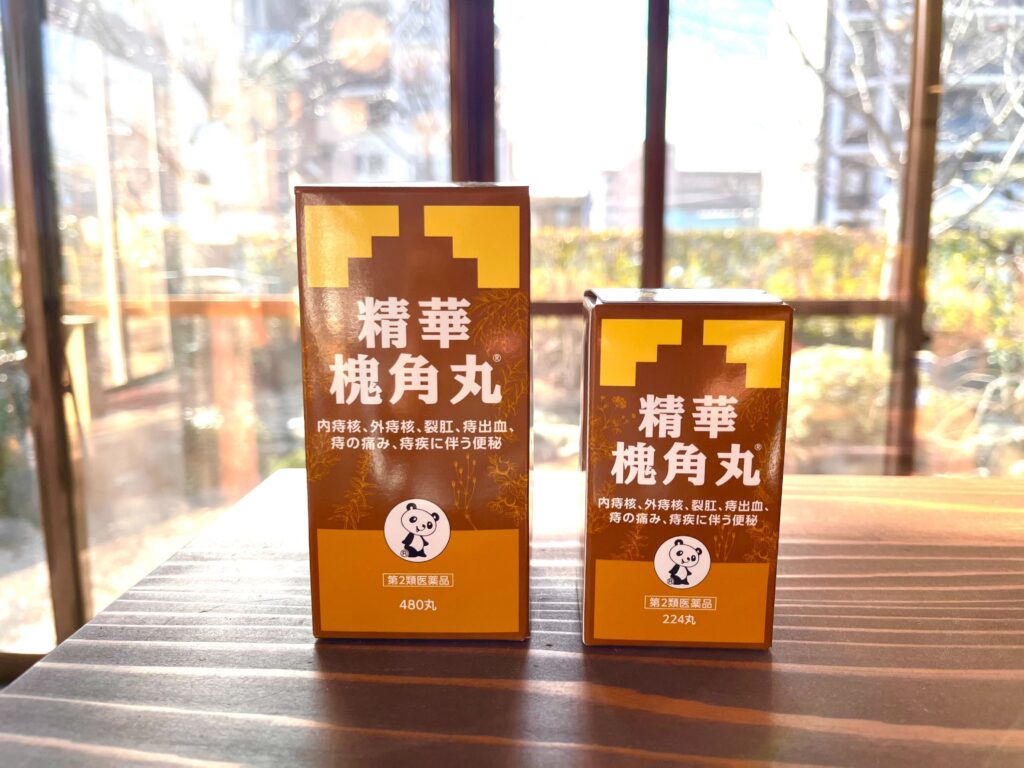 精華
槐角丸®
内痔核、外痔核、裂肛、痔出血、
痔の痛み、痔疾に伴う便秘
第2類医薬品
480丸
精華
槐角丸®
内痔核、外痔核、裂肛、痔出血、
痔の痛み、痔疾に伴う便秘
第2類医薬品
224丸